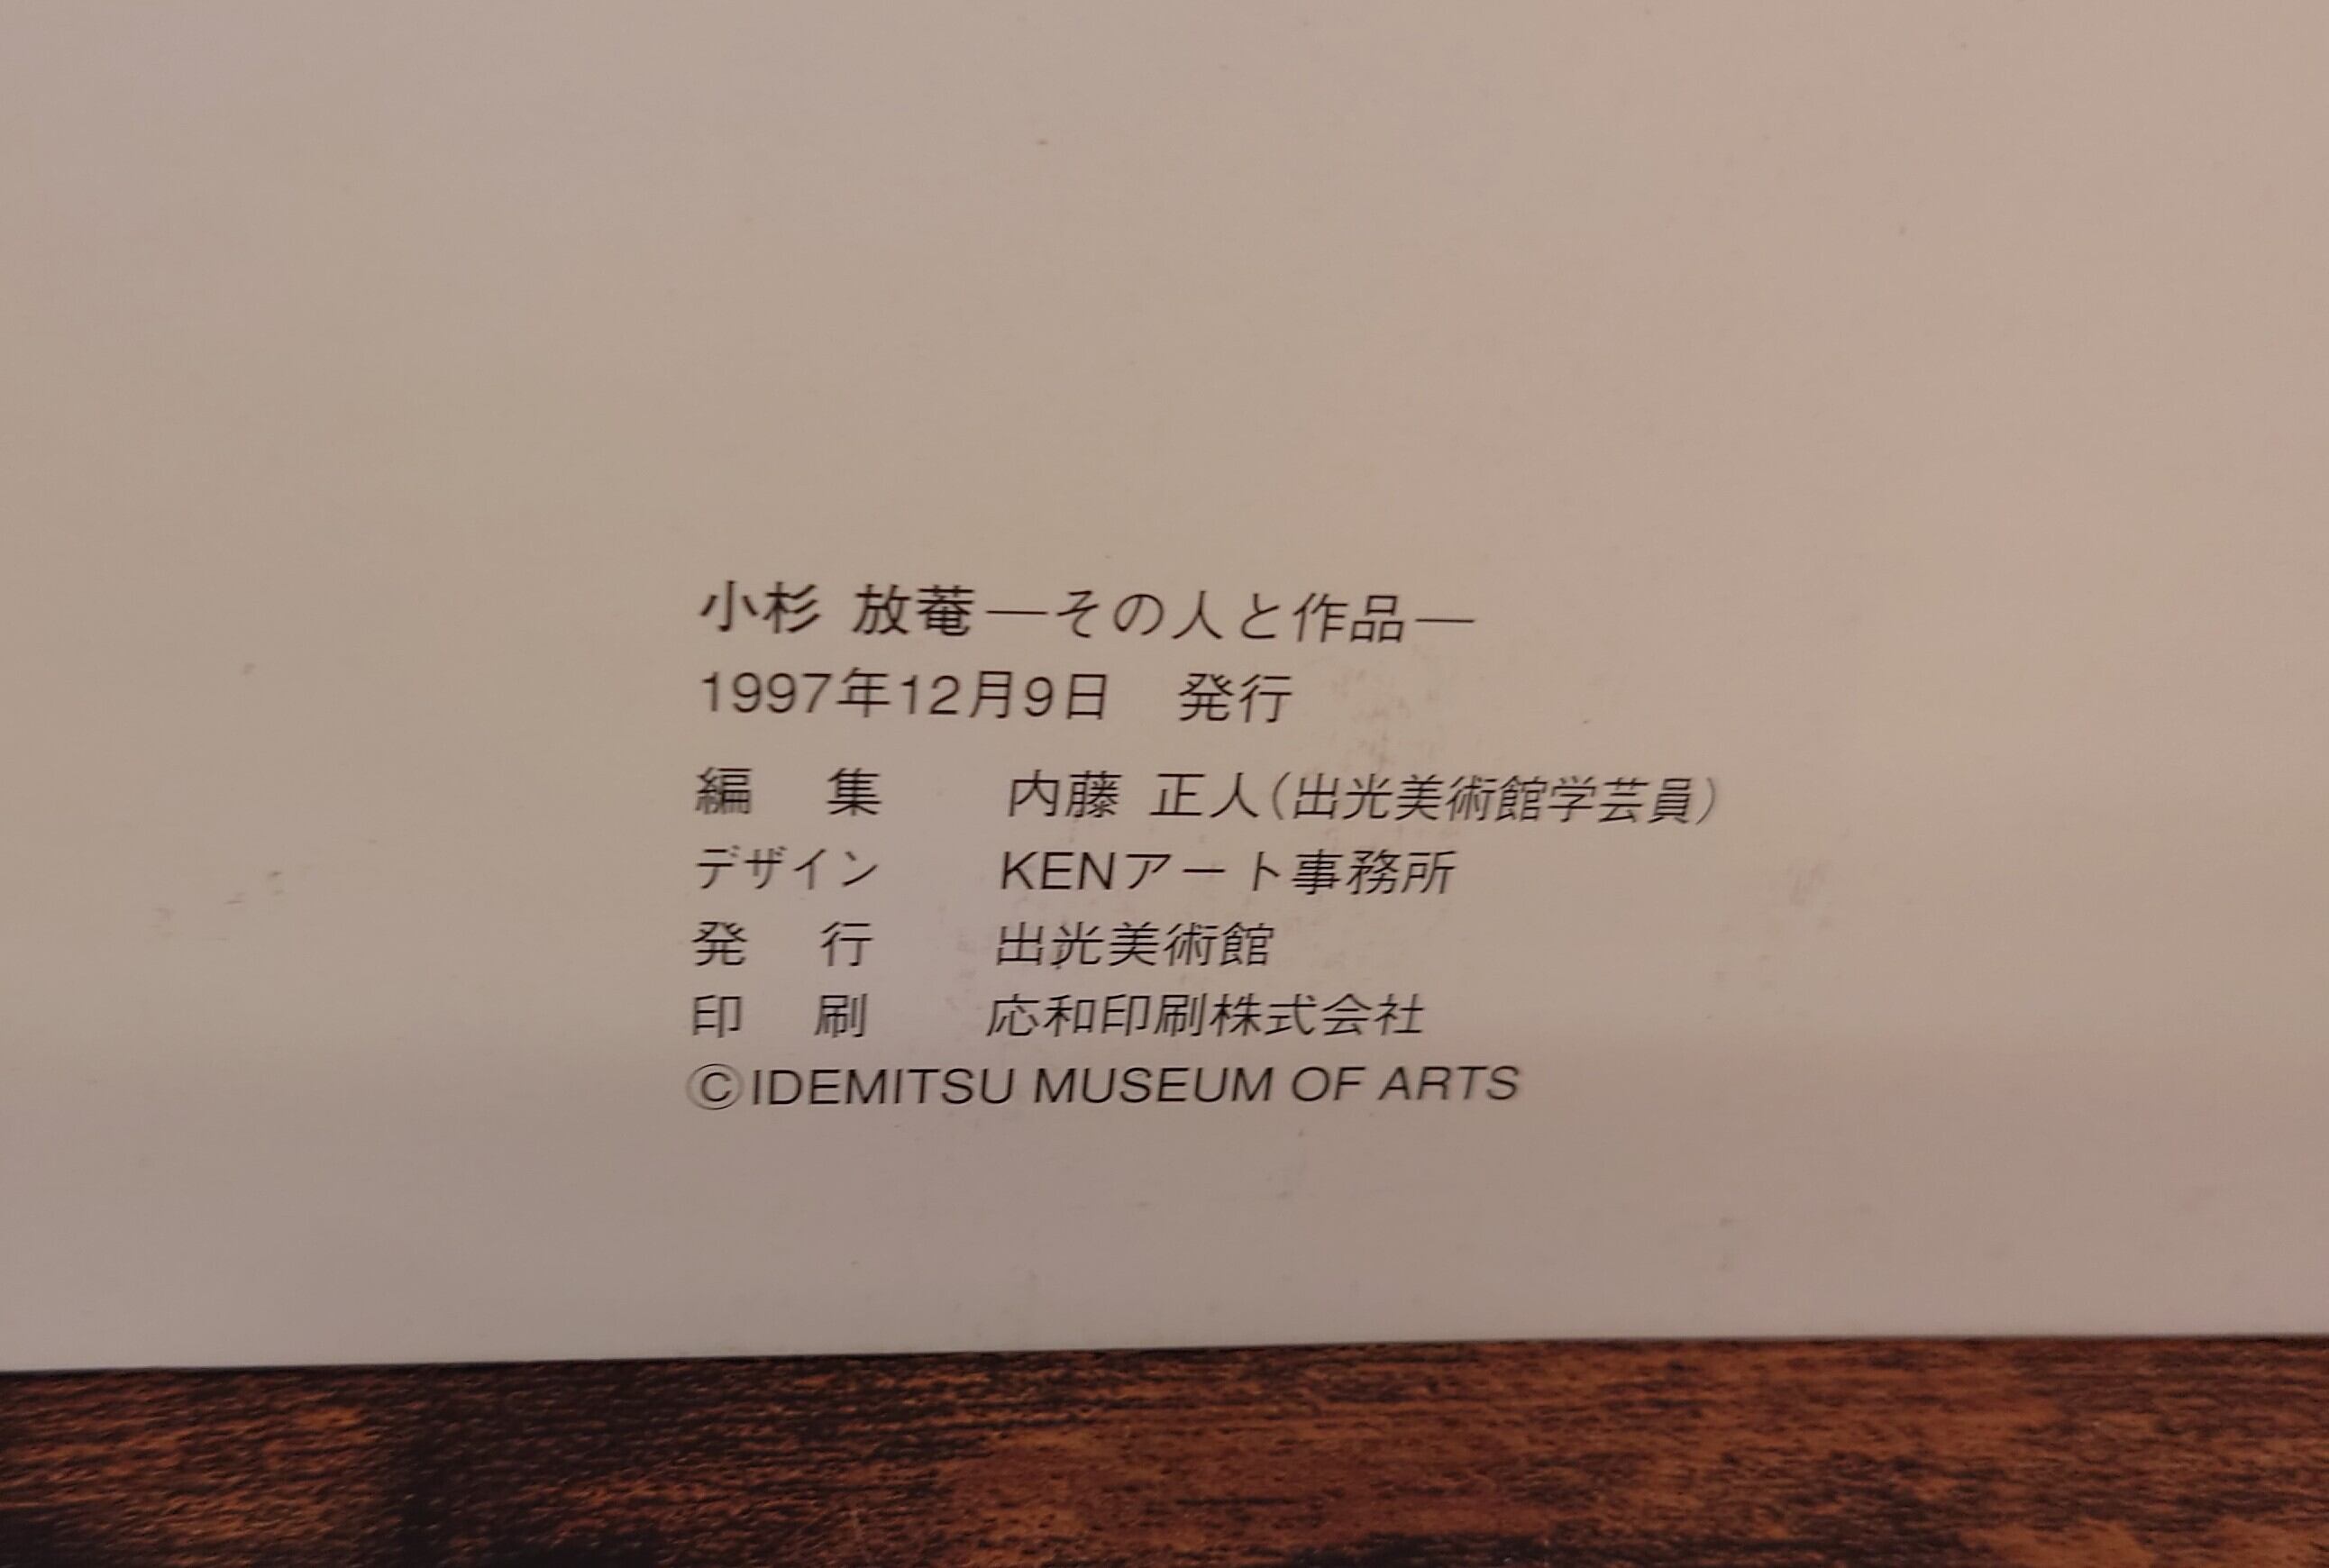 小杉 放菴―その人と作品―
1997年12月9日　発行
編　集　　内藤 正人(出光美術館学芸員)
デザイン　　KENアート事務所
発　行　　出光美術館
印　刷　　応和印刷株式会社
©IDEMITSU MUSEUM OF ARTS